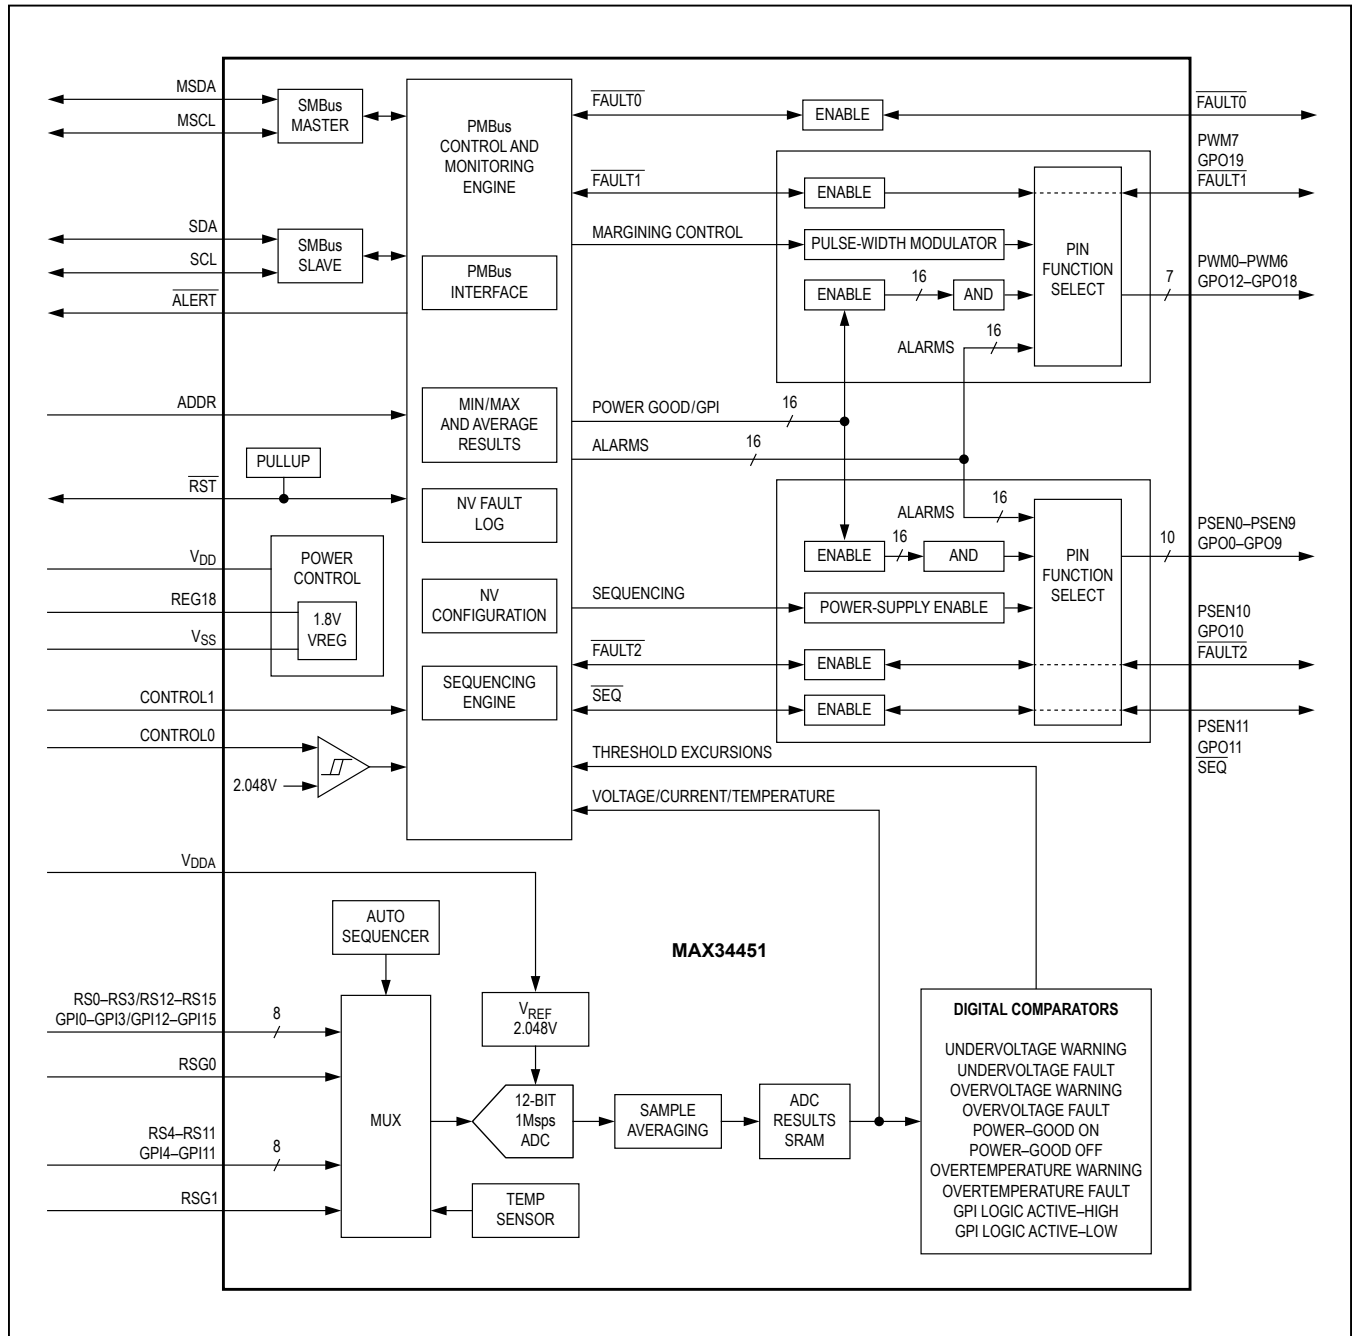 MSDA
MSCL
SMBus
MASTER
SDA
SCL
SMBus
SLAVE
ALERT
ADDR
PULLUP
RST
VDD
REG18
VSS
POWER
CONTROL
1.8V
VREG
CONTROL1
CONTROL0
2.048V
PMBus
CONTROL AND
MONITORING
ENGINE
PMBus
INTERFACE
MIN/MAX
AND AVERAGE
RESULTS
NV FAULT
LOG
NV
CONFIGURATION
SEQUENCING
ENGINE
FAULT0
ENABLE
FAULT0
FAULT1
ENABLE
MARGINING CONTROL
PULSE-WIDTH MODULATOR
ENABLE
16
AND
ALARMS
16
PIN
FUNCTION
SELECT
PWM7
GPO19
FAULT1
7
PWM0–PWM6
GPO12–GPO18
POWER GOOD/GPI
16
ALARMS
16
ALARMS
16
ENABLE
16
AND
PIN
FUNCTION
SELECT
10
PSEN0–PSEN9
GPO0–GPO9
SEQUENCING
POWER-SUPPLY ENABLE
FAULT2
ENABLE
PSEN10
GPO10
FAULT2
SEQ
ENABLE
PSEN11
GPO11
SEQ
THRESHOLD EXCURSIONS
VOLTAGE/CURRENT/TEMPERATURE
VDDA
AUTO
SEQUENCER
MAX34451
RS0–RS3/RS12–RS15
GPI0–GPI3/GPI12–GPI15
8
RSG0
RS4–RS11
GPI4–GPI11
8
RSG1
MUX
VREF
2.048V
12-BIT
1Msps
ADC
TEMP
SENSOR
SAMPLE
AVERAGING
ADC
RESULTS
SRAM
DIGITAL COMPARATORS
UNDERVOLTAGE WARNING
UNDERVOLTAGE FAULT
OVERVOLTAGE WARNING
OVERVOLTAGE FAULT
POWER–GOOD ON
POWER–GOOD OFF
OVERTEMPERATURE WARNING
OVERTEMPERATURE FAULT
GPI LOGIC ACTIVE–HIGH
GPI LOGIC ACTIVE–LOW